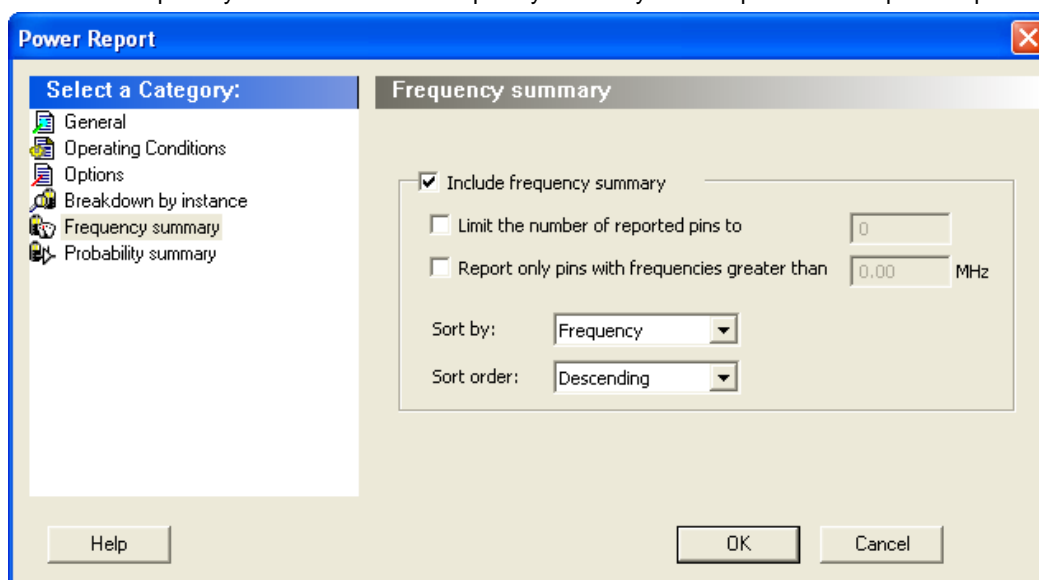 Power Report
Select a Category:
General
Operating Conditions
Options
Breakdown by instance
Frequency summary
Probability summary
Frequency summary
Include frequency summary
Limit the number of reported pins to 0
Report only pins with frequencies greater than 0.00 MHz
Sort by: Frequency
Sort order: Descending
Help OK Cancel